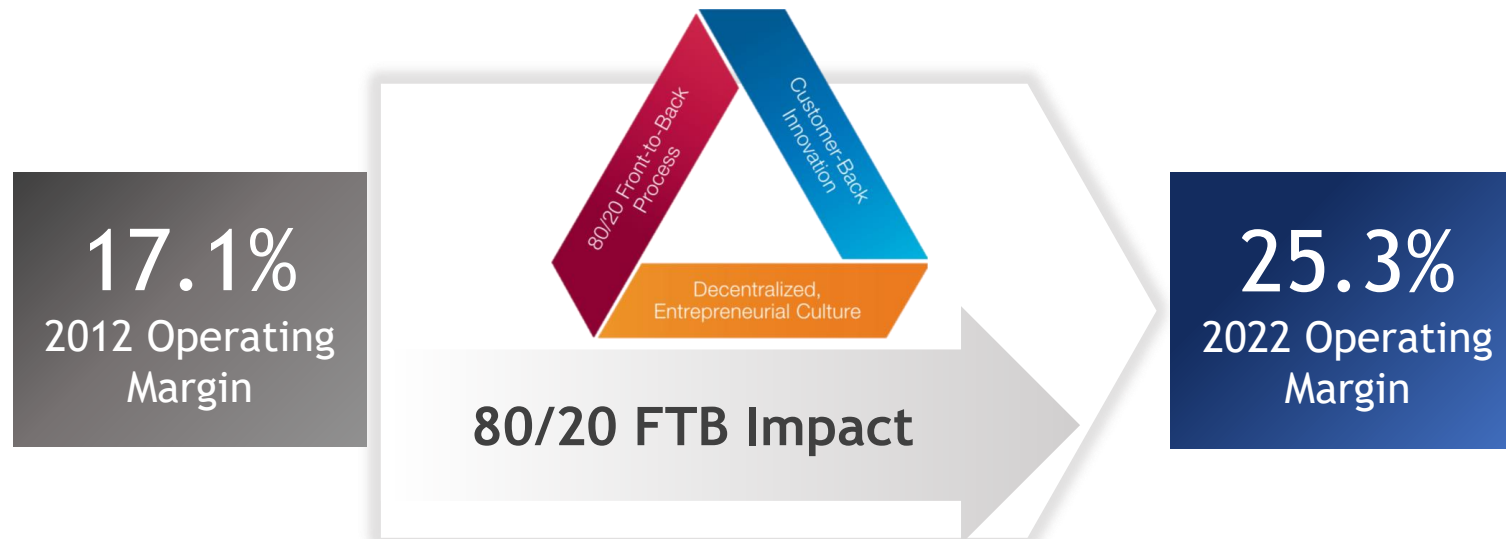 17.1%
2012 Operating
Margin
80/20 Front-to-Back
Process
Customer-Back
Innovation
Decentralized,
Entrepreneurial Culture
80/20 FTB Impact
25.3%
2022 Operating
Margin